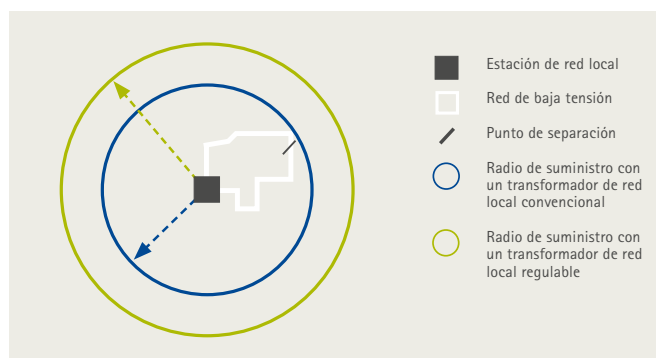 Estación de red local
Red de baja tensión
Punto de separación
Radio de suministro con
un transformador de red
local convencional
Radio de suministro con
un transformador de red
local regulable